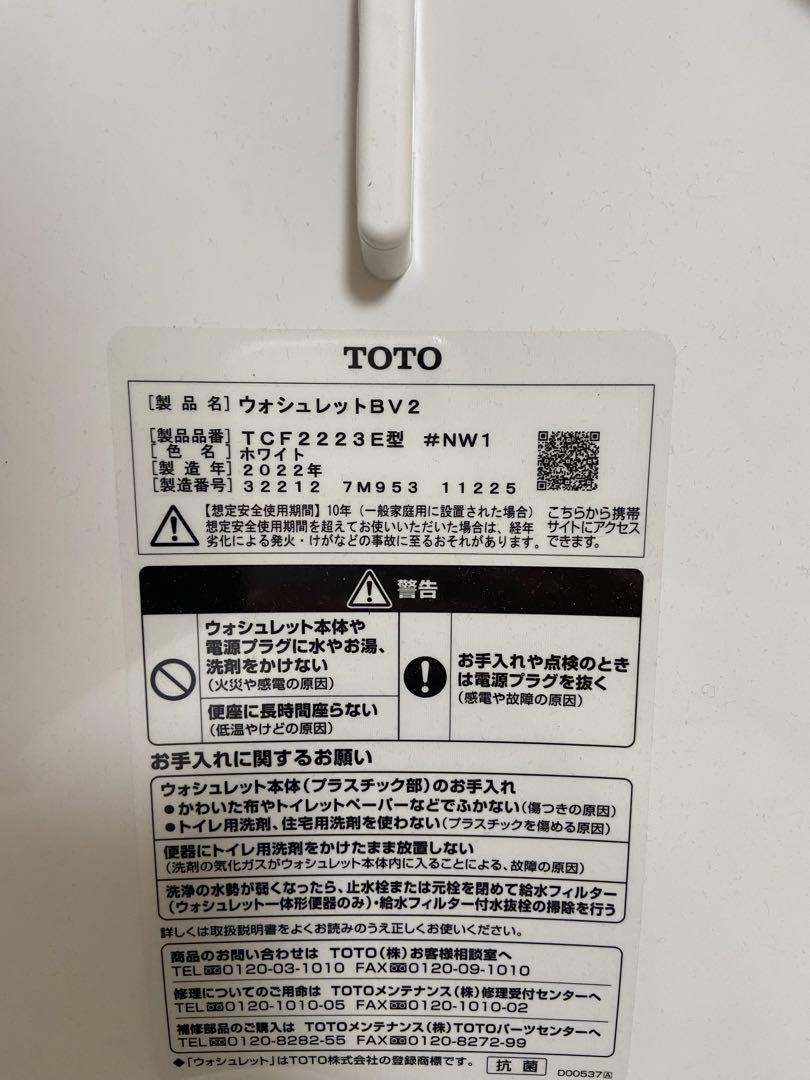 TOTO
[製品名] ウォシュレットBV2
[製品品番] TCF2223E型 #NW1
[色名] ホワイト
[製造年] 2022年
[製造番号] 32212 7M953 11225
【想定安全使用期間】10年(一般家庭用に設置された場合)
想定安全使用期間を超えてお使いいただいた場合は、経年
劣化による発火・けがなどの事故に至るおそれがあります。
こちらから携帯
サイトにアクセス
できます。
警告
ウォシュレット本体や
電源プラグに水やお湯、
洗剤をかけない
(火災や感電の原因)
便座に長時間座らない
(低温やけどの原因)
お手入れや点検のとき
は電源プラグを抜く
(感電や故障の原因)
お手入れに関するお願い
ウォシュレット本体(プラスチック部)のお手入れ
●かわいた布やトイレットペーパーなどでふかない(傷つきの原因)
●トイレ用洗剤、住宅用洗剤を使わない(プラスチックを傷める原因)
便器にトイレ用洗剤をかけたまま放置しない
(洗剤の気化ガスがウォシュレット本体内に入ることによる、故障の原因)
洗浄の水勢が弱くなったら、止水栓または元栓を閉めて給水フィルター
(ウォシュレット一体形便器のみ)・給水フィルター付水抜栓の掃除を行う
詳しくは取扱説明書をよくお読みのうえ正しくお使いください。
商品のお問い合わせは TOTO(株)お客様相談室へ
TEL 0120-03-1010 FAX 0120-09-1010
修理についてのご用命は TOTOメンテナンス(株)修理受付センターへ
TEL 0120-1010-05 FAX 0120-1010-02
補修部品のご購入は TOTOメンテナンス(株)TOTOパーツセンターへ
TEL 0120-8282-55 FAX 0120-8272-99
◆「ウォシュレット」はTOTO株式会社の登録商標です。
抗菌
D00537A